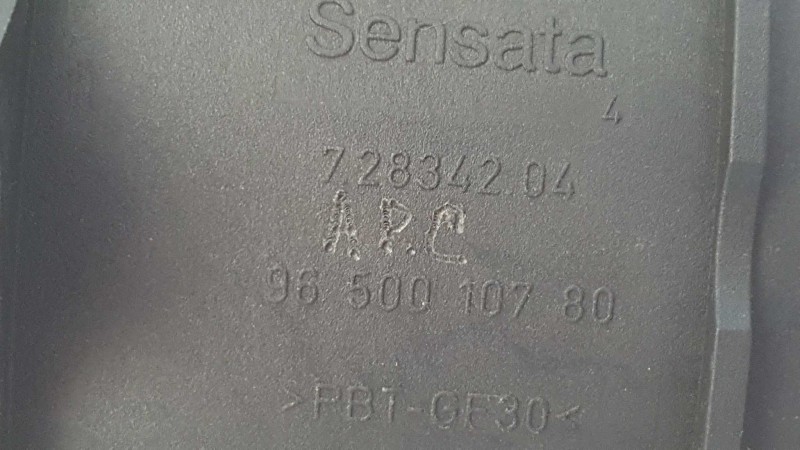 Sensata
4
7.28342.04
A.P.C
96 500 107 80
>PBT-GF30<